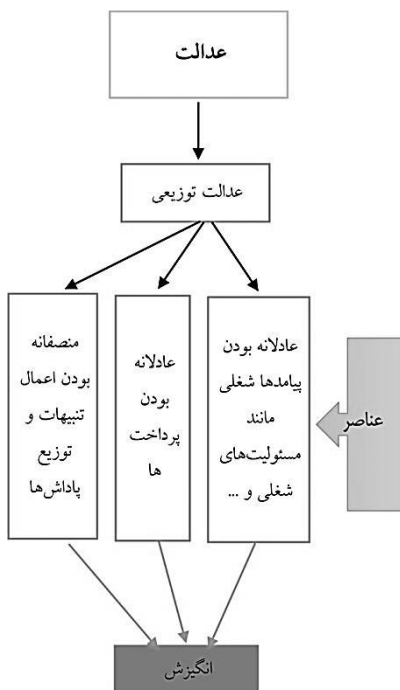 عدالت
عدالت توزیعی
عادلانه بودن
پیامدها شغلی
مانند
مسئولیت‌های
شغلی و ...
عادلانه
بودن
پرداخت
ها
منصفانه
بودن اعمال
تنبیهات و
توزیع
پاداش‌ها
عناصر
انگیزش